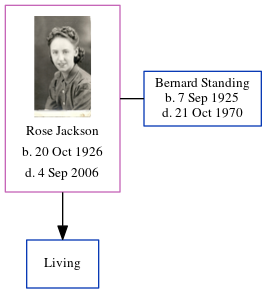 Rose Jackson
b. 20 Oct 1926
d. 4 Sep 2006
Bernard Standing
b. 7 Sep 1925
d. 21 Oct 1970
Living